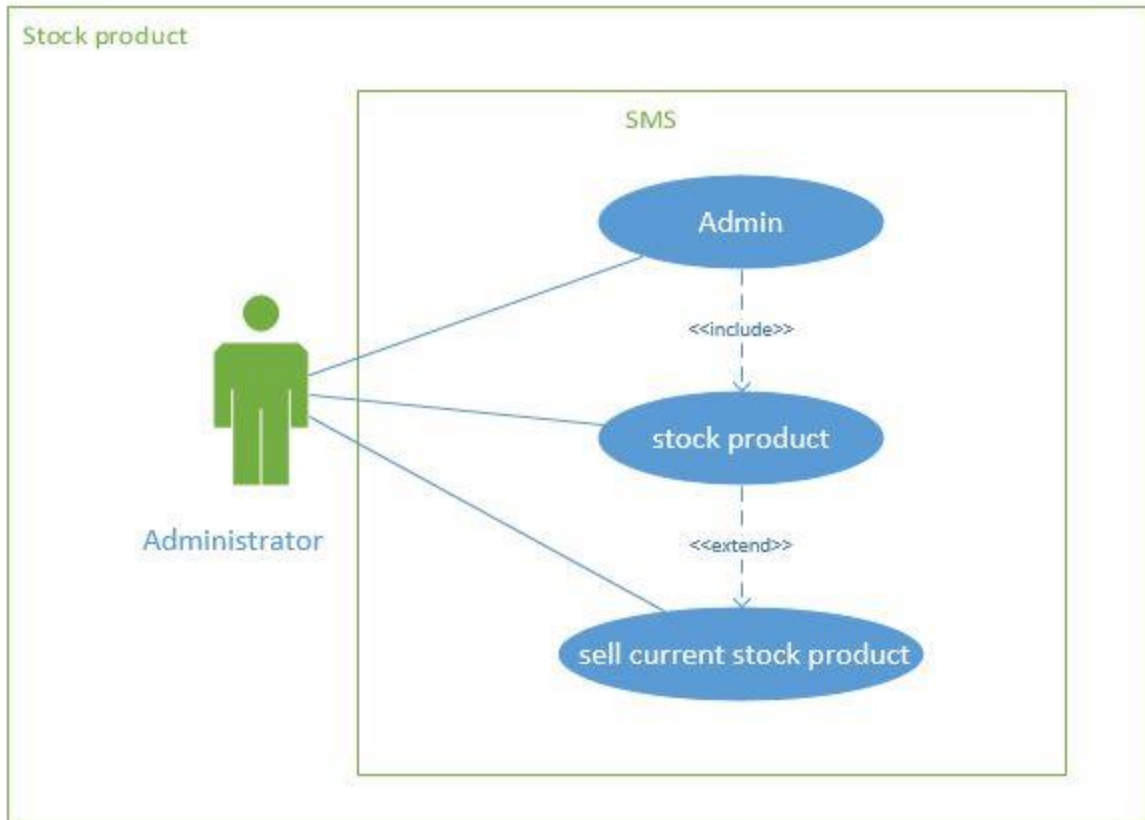 Stock product
SMS
Admin
<<include>>
stock product
<<extend>>
Administrator
sell current stock product